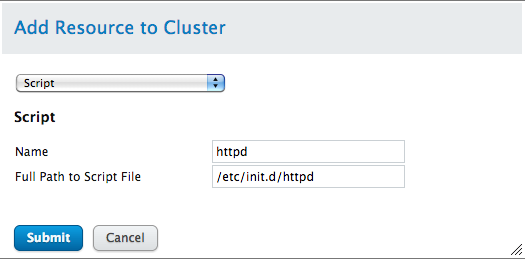 Add Resource to Cluster
Script
Script
Name httpd
Full Path to Script File /etc/init.d/httpd
Submit Cancel